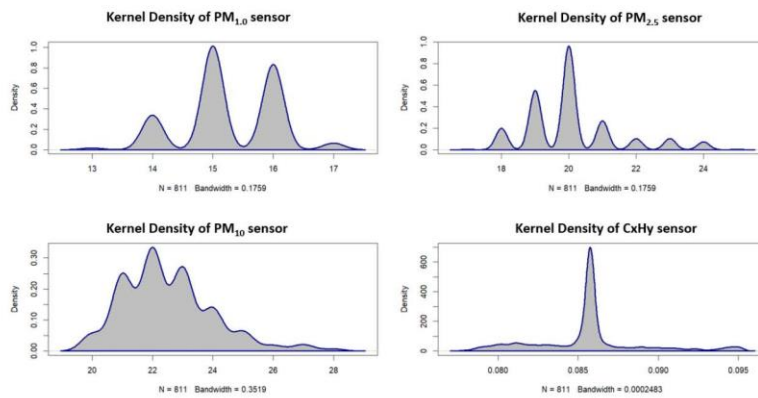 Kernel Density of PM1.0 sensor
Density
0.0 0.2 0.4 0.6 0.8 1.0
13 14 15 16 17
N = 811 Bandwidth = 0.1759
Kernel Density of PM2.5 sensor
Density
0.0 0.2 0.4 0.6 0.8 1.0
18 20 22 24
N = 811 Bandwidth = 0.1759
Kernel Density of PM10 sensor
Density
0.00 0.10 0.20 0.30
20 22 24 26 28
N = 811 Bandwidth = 0.3519
Kernel Density of CxHy sensor
Density
0 200 400 600
0.080 0.085 0.090 0.095
N = 811 Bandwidth = 0.0002483